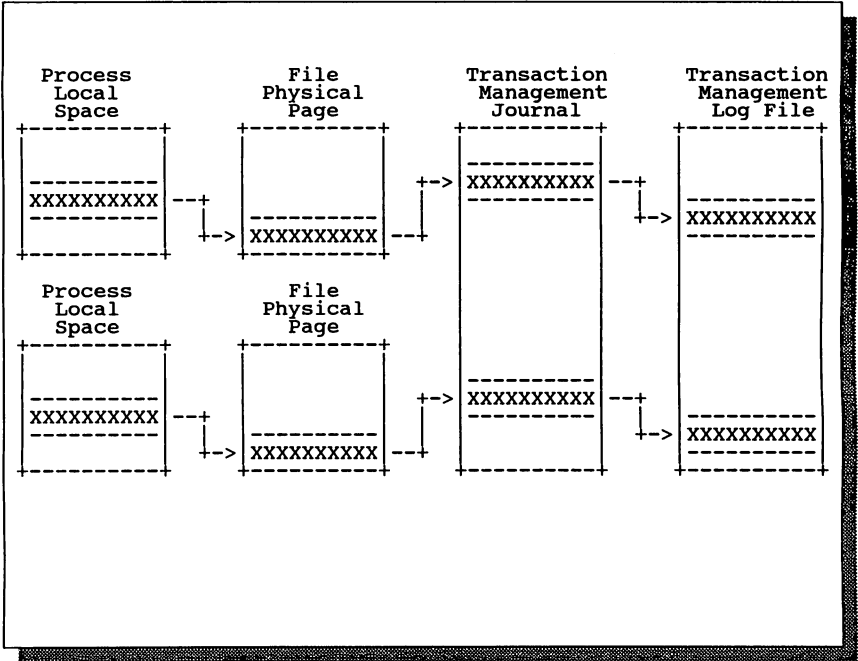 Process Local Space
File Physical Page
Transaction Management Journal
Transaction Management Log File
XXXXXXXXXX
XXXXXXXXXX
XXXXXXXXXX
XXXXXXXXXX
Process Local Space
File Physical Page
XXXXXXXXXX
XXXXXXXXXX
XXXXXXXXXX
XXXXXXXXXX